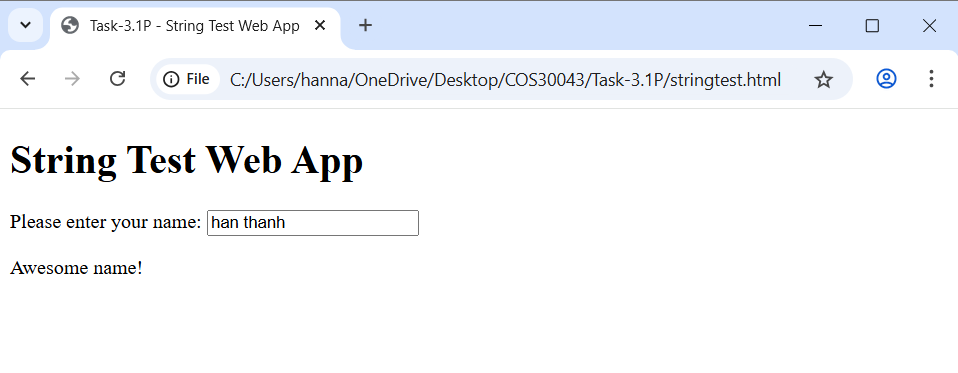 Task-3.1P - String Test Web App
File C:/Users/hanna/OneDrive/Desktop/COS30043/Task-3.1P/stringtest.html
String Test Web App
Please enter your name: han thanh
Awesome name!